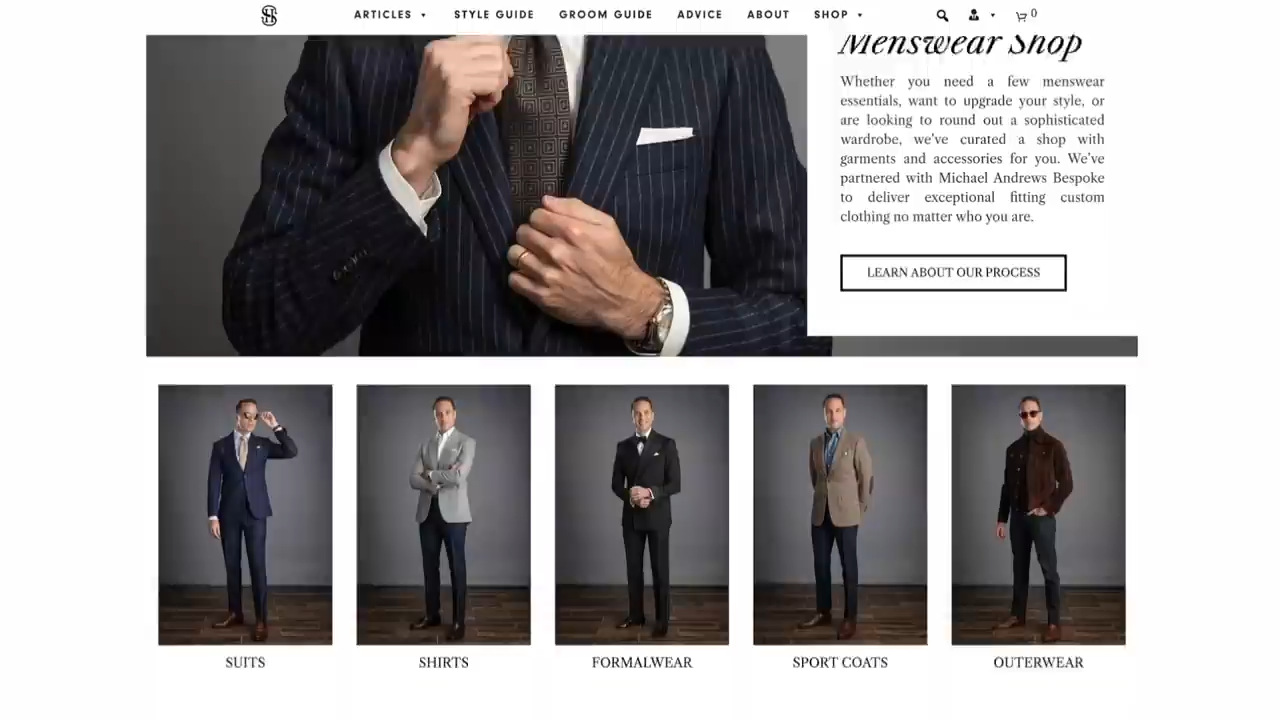 ARTICLES
STYLE GUIDE
GROOM GUIDE
ADVICE
ABOUT
SHOP
0
Menswear Shop
Whether you need a few menswear
essentials, want to upgrade your style, or
are looking to round out a sophisticated
wardrobe, we've curated a shop with
garments and accessories for you. We've
partnered with Michael Andrews Bespoke
to deliver exceptional fitting custom
clothing no matter who you are.
LEARN ABOUT OUR PROCESS
SUITS
SHIRTS
FORMALWEAR
SPORT COATS
OUTERWEAR